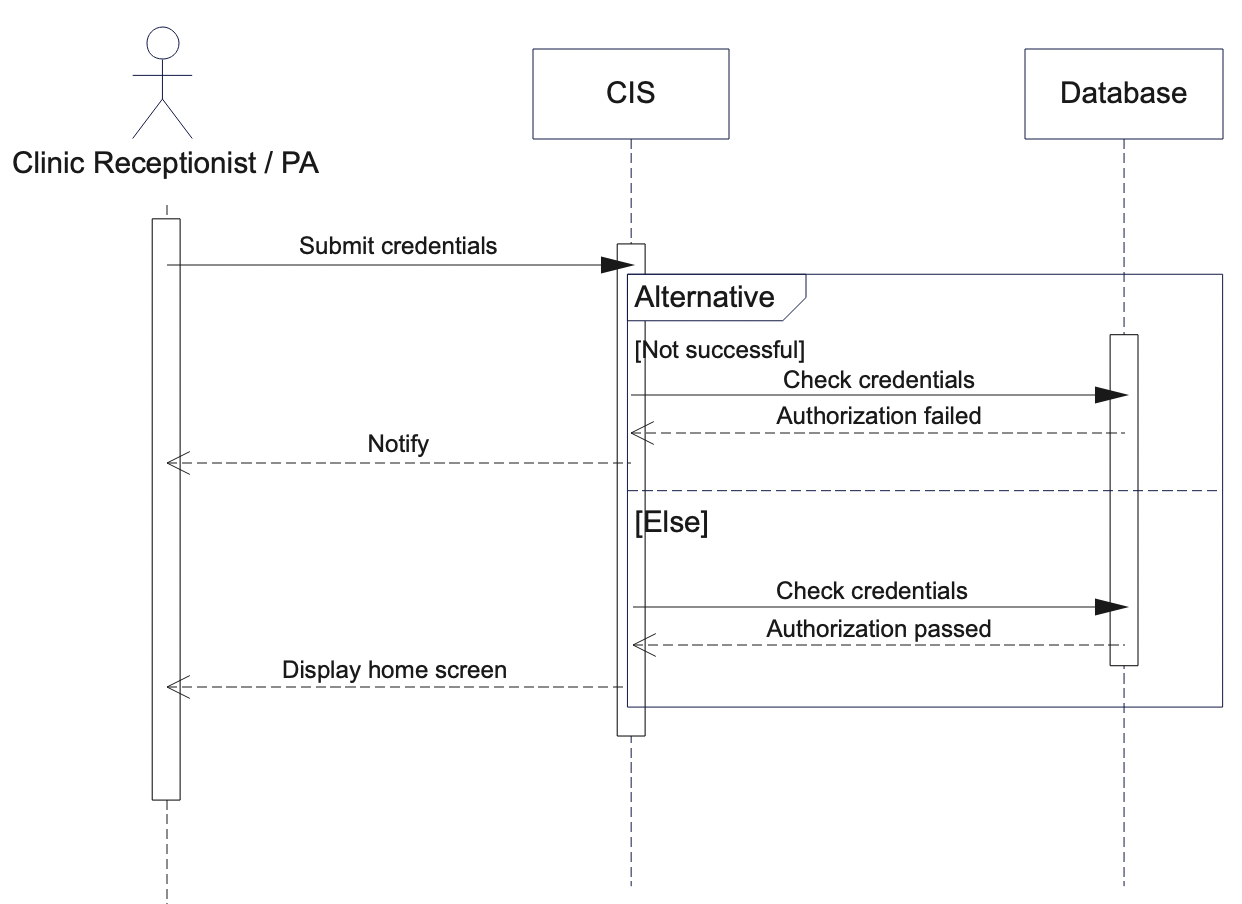 CIS
Database
Clinic Receptionist / PA
Submit credentials
Alternative
[Not successful]
Check credentials
Authorization failed
Notify
[Else]
Check credentials
Authorization passed
Display home screen